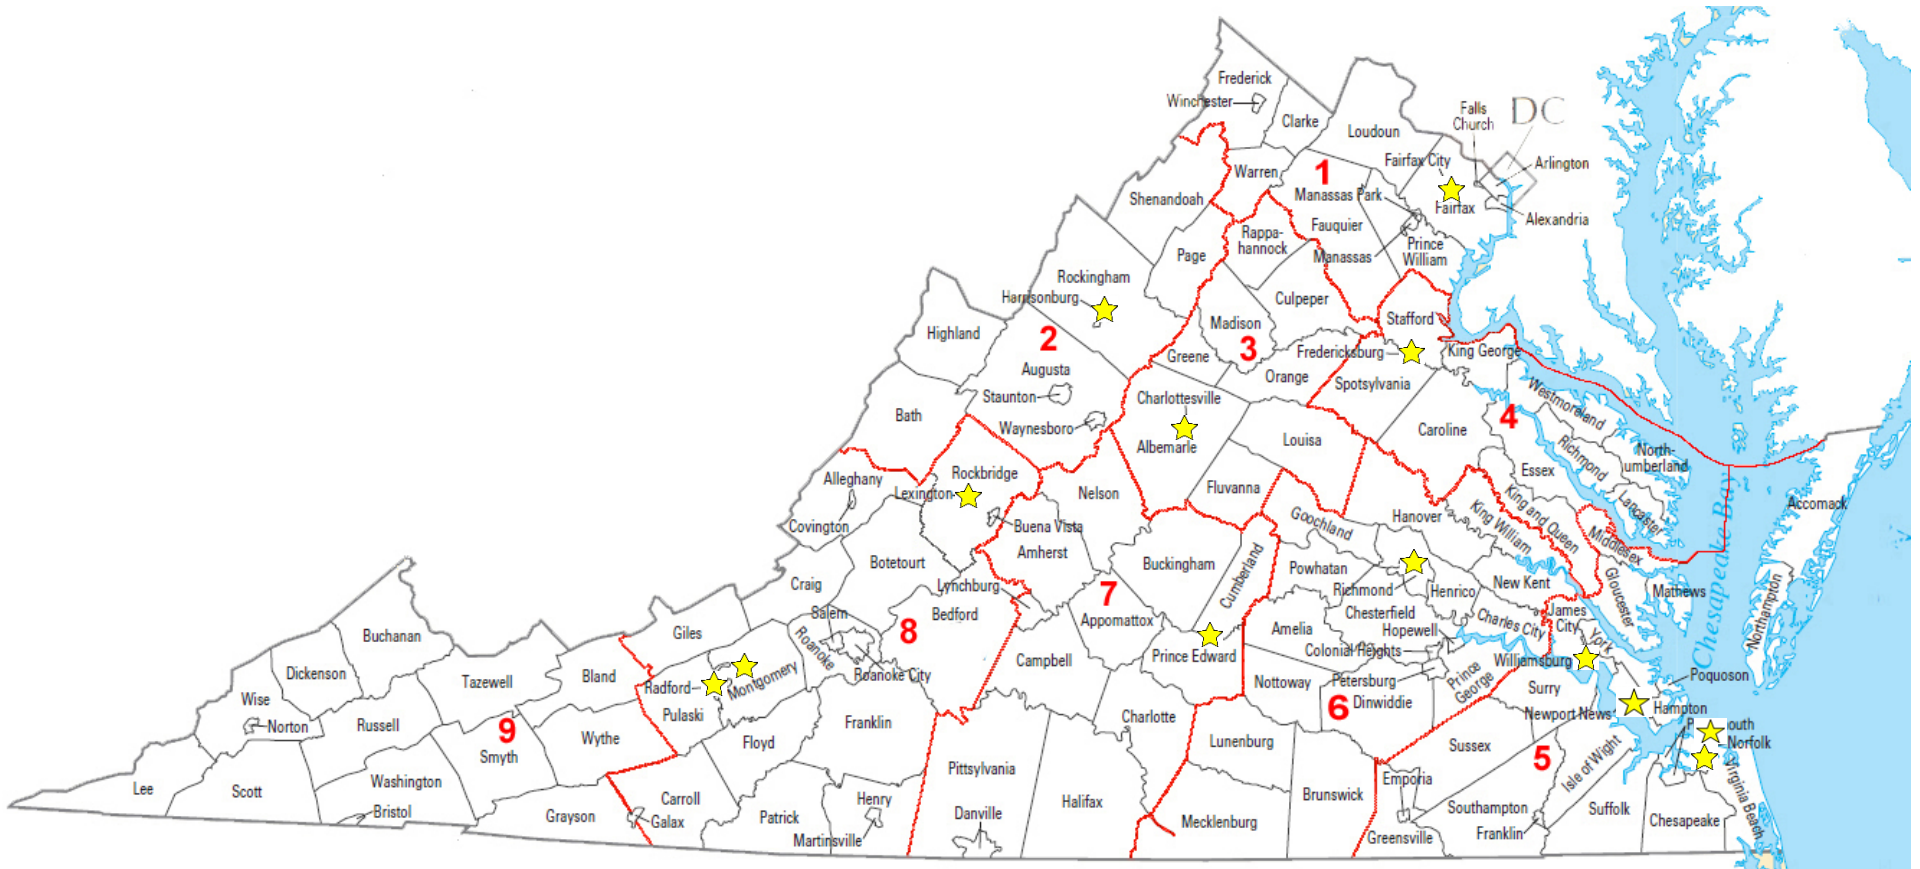 Frederick
Winchester
Clarke
Loudoun
Falls
Church
DC
Fairfax City
Arlington
Warren
1
Manassas Park
Fairfax
Alexandria
Shenandoah
Fauquier
Rappa-
hannock
Prince
William
Manassas
Page
Rockingham
Harrisonburg
Culpeper
Highland
Madison
Stafford
2
3
Greene
Fredericksburg
King George
Augusta
Orange
Spotsylvania
Staunton
Charlottesville
Westmoreland
Bath
Waynesboro
4
Caroline
Albemarle
Louisa
Richmond
North-
umberland
Essex
Rockbridge
Alleghany
Lexington
Nelson
Fluvanna
Lancaster
Accomack
Chesapeake Bay
Covington
Buena Vista
Goochland
Hanover
King William
King and Queen
Middlesex
Amherst
Botetourt
Buckingham
Cumberland
Powhatan
Craig
Lynchburg
7
Richmond
Henrico
New Kent
Gloucester
Mathews
Northampton
Salem
Bedford
Appomattox
Chesterfield
Charles City
James
City
Buchanan
Giles
8
Amelia
Hopewell
York
Roanoke
Campbell
Prince Edward
Colonial Heights
Williamsburg
Dickenson
Bland
Roanoke City
Tazewell
Radford
Montgomery
Nottoway
Petersburg
Prince
George
Poquoson
Wise
Pulaski
6
Dinwiddie
Surry
Norton
Russell
9
Wythe
Franklin
Charlotte
Newport News
Hampton
Smyth
Floyd
Lunenburg
Sussex
5
Isle of Wight
outh
Norfolk
Pittsylvania
Washington
Emporia
Virginia Beach
Lee
Scott
Carroll
Henry
Halifax
Brunswick
Southampton
Suffolk
Bristol
Grayson
Galax
Patrick
Danville
Mecklenburg
Chesapeake
Martinsville
Greensville
Franklin